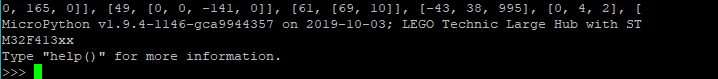 0, 165, 0]], [49, [0, 0, -141, 0]], [61, [69, 10]], [-43, 38, 995], [0, 4, 2], [
MicroPython v1.9.4-1146-gca9944357 on 2019-10-03; LEGO Technic Large Hub with ST
M32F413xx
Type "help()" for more information.
>>>